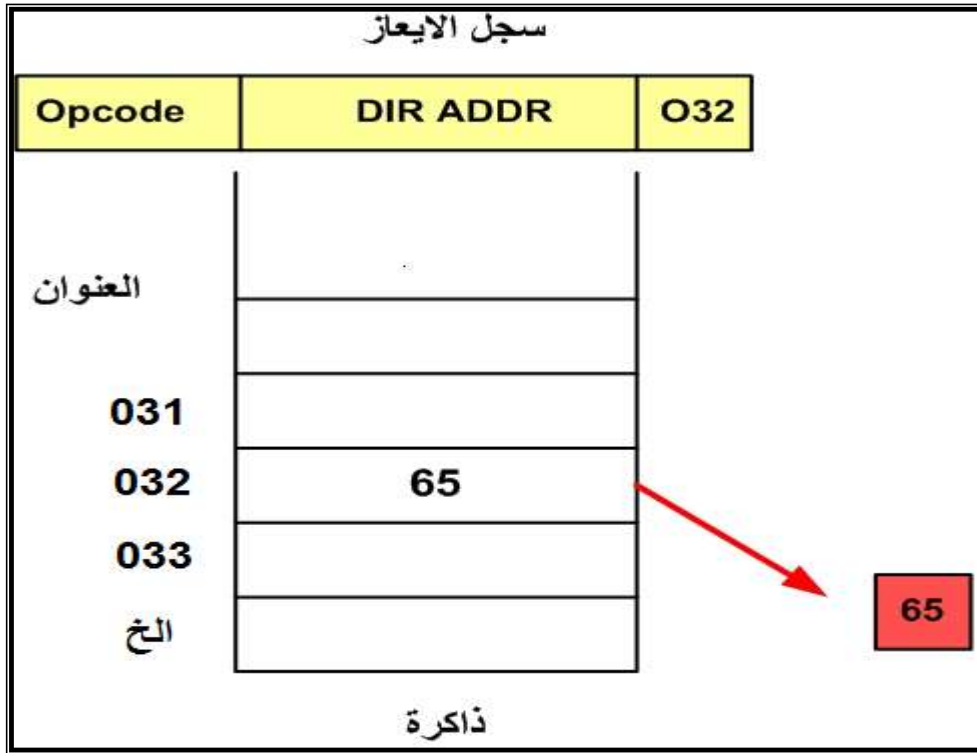 سجل الايعاز
Opcode DIR ADDR O32
العنوان
031
032 65
033
65
الخ
ذاكرة